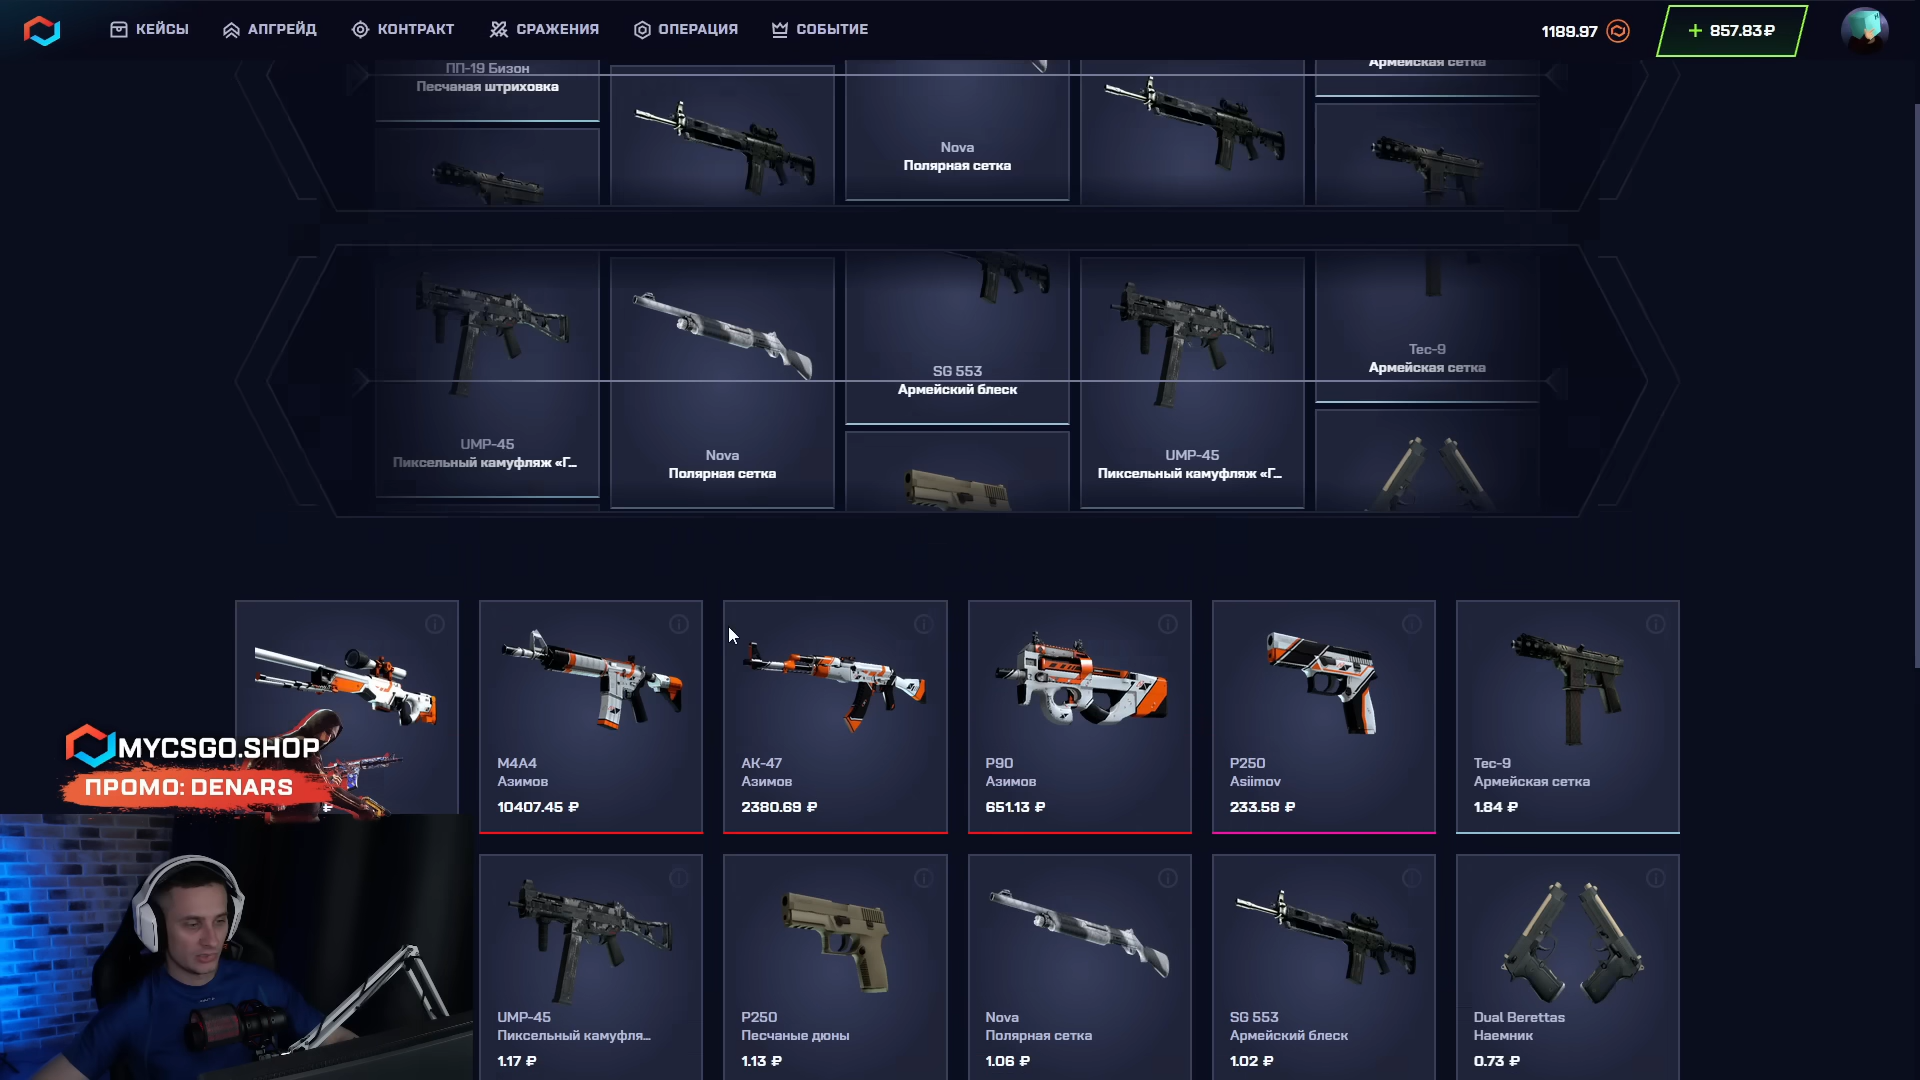 КЕЙСЫ
АПГРЕЙД
КОНТРАКТ
СРАЖЕНИЯ
ОПЕРАЦИЯ
СОБЫТИЕ
1189.97
+ 857.83 ₽
ПП-19 Бизон
Песчаная штриховка
Nova
Полярная сетка
Армейская сетка
UMP-45
Пиксельный камуфляж «Г...
Nova
Полярная сетка
SG 553
Армейский блеск
UMP-45
Пиксельный камуфляж «Г...
Tec-9
Армейская сетка
M4A4
Азимов
10407.45 ₽
AK-47
Азимов
2380.69 ₽
P90
Азимов
651.13 ₽
P250
Asiimov
233.58 ₽
Tec-9
Армейская сетка
1.84 ₽
MYCSGO.SHOP
ПРОМО: DENARS
₽
UMP-45
Пиксельный камуфля...
1.17 ₽
P250
Песчаные дюны
1.13 ₽
Nova
Полярная сетка
1.06 ₽
SG 553
Армейский блеск
1.02 ₽
Dual Berettas
Наемник
0.73 ₽